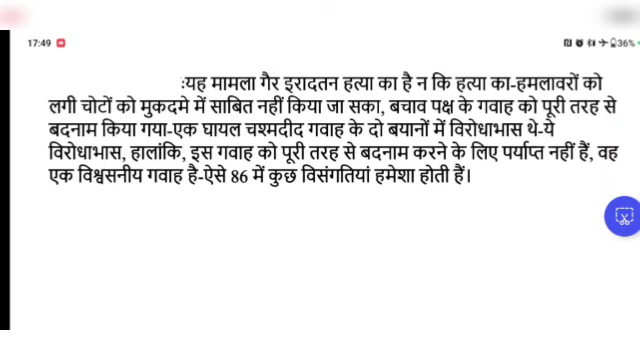 17:49
36%
:यह मामला गैर इरादतन हत्या का है न कि हत्या का-हमलावरों को
लगी चोटों को मुकदमे में साबित नहीं किया जा सका, बचाव पक्ष के गवाह को पूरी तरह से
बदनाम किया गया-एक घायल चश्मदीद गवाह के दो बयानों में विरोधाभास थे-ये
विरोधाभास, हालांकि, इस गवाह को पूरी तरह से बदनाम करने के लिए पर्याप्त नहीं हैं, वह
एक विश्वसनीय गवाह है-ऐसे 86 में कुछ विसंगतियां हमेशा होती हैं।